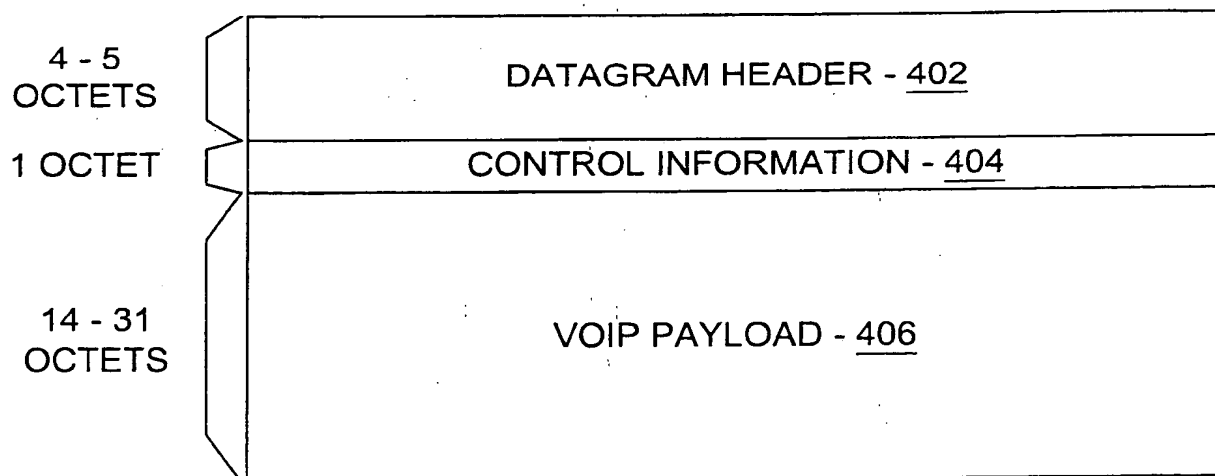 4 - 5
OCTETS
DATAGRAM HEADER - 402
1 OCTET
CONTROL INFORMATION - 404
14 - 31
OCTETS
VOIP PAYLOAD - 406